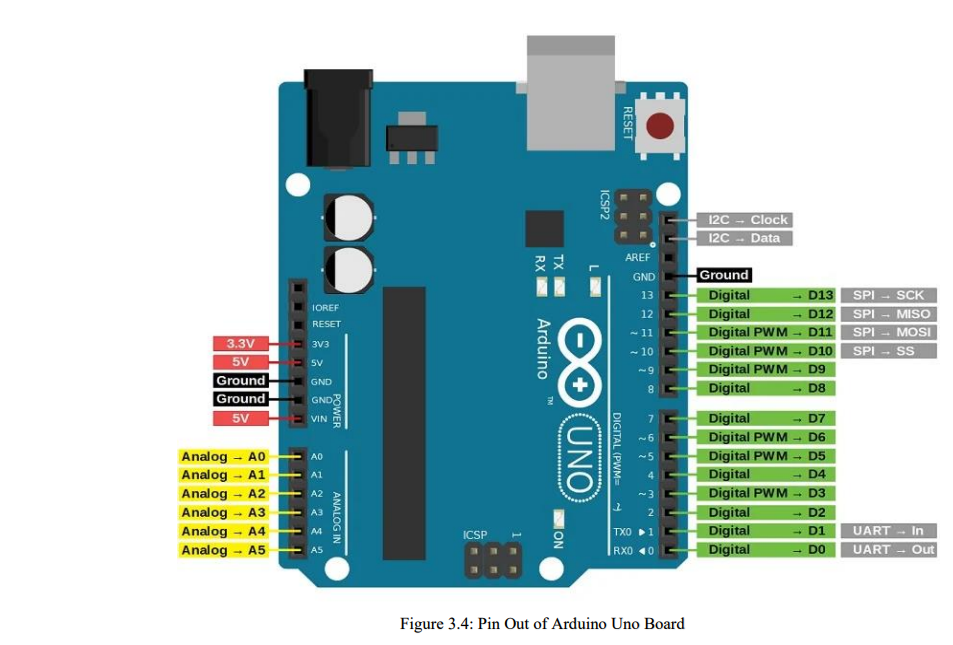 RESET
ICSP2
I2C → Clock
I2C → Data
AREF
GND Ground
RX TX L
13 Digital → D13 SPI → SCK
12 Digital → D12 SPI → MISO
~ 11 Digital PWM → D11 SPI → MOSI
~ 10 Digital PWM → D10 SPI → SS
~ 9 Digital PWM → D9
8 Digital → D8
IOREF
RESET
3.3V 3V3
5V 5V
Ground GND
Ground GND
5V VIN
POWER
Arduino
TM
UNO
DIGITAL (PWM= ~)
7 Digital → D7
~ 6 Digital PWM → D6
~ 5 Digital PWM → D5
4 Digital → D4
~ 3 Digital PWM → D3
2 Digital → D2
TX0 ▸ 1 Digital → D1 UART → In
RX0 ◂ 0 Digital → D0 UART → Out
Analog → A0 A0
Analog → A1 A1
Analog → A2 A2
Analog → A3 A3
Analog → A4 A4
Analog → A5 A5
ANALOG IN
ON
ICSP 1
Figure 3.4: Pin Out of Arduino Uno Board